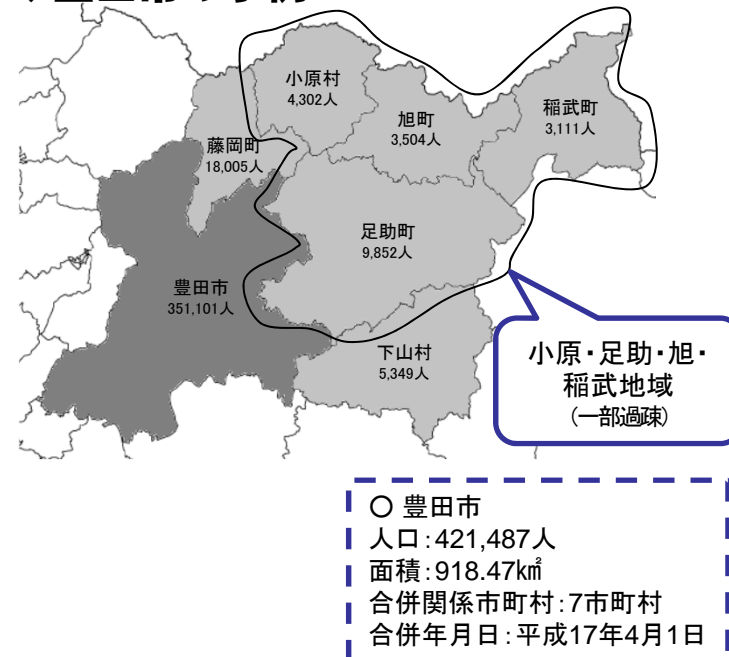 小原村
4,302人
旭町
3,504人
稲武町
3,111人
藤岡町
18,005人
足助町
9,852人
豊田市
351,101人
下山村
5,349人
小原・足助・旭・
稲武地域
(一部過疎)
○ 豊田市
人口:421,487人
面積:918.47k㎡
合併関係市町村:7市町村
合併年月日:平成17年4月1日